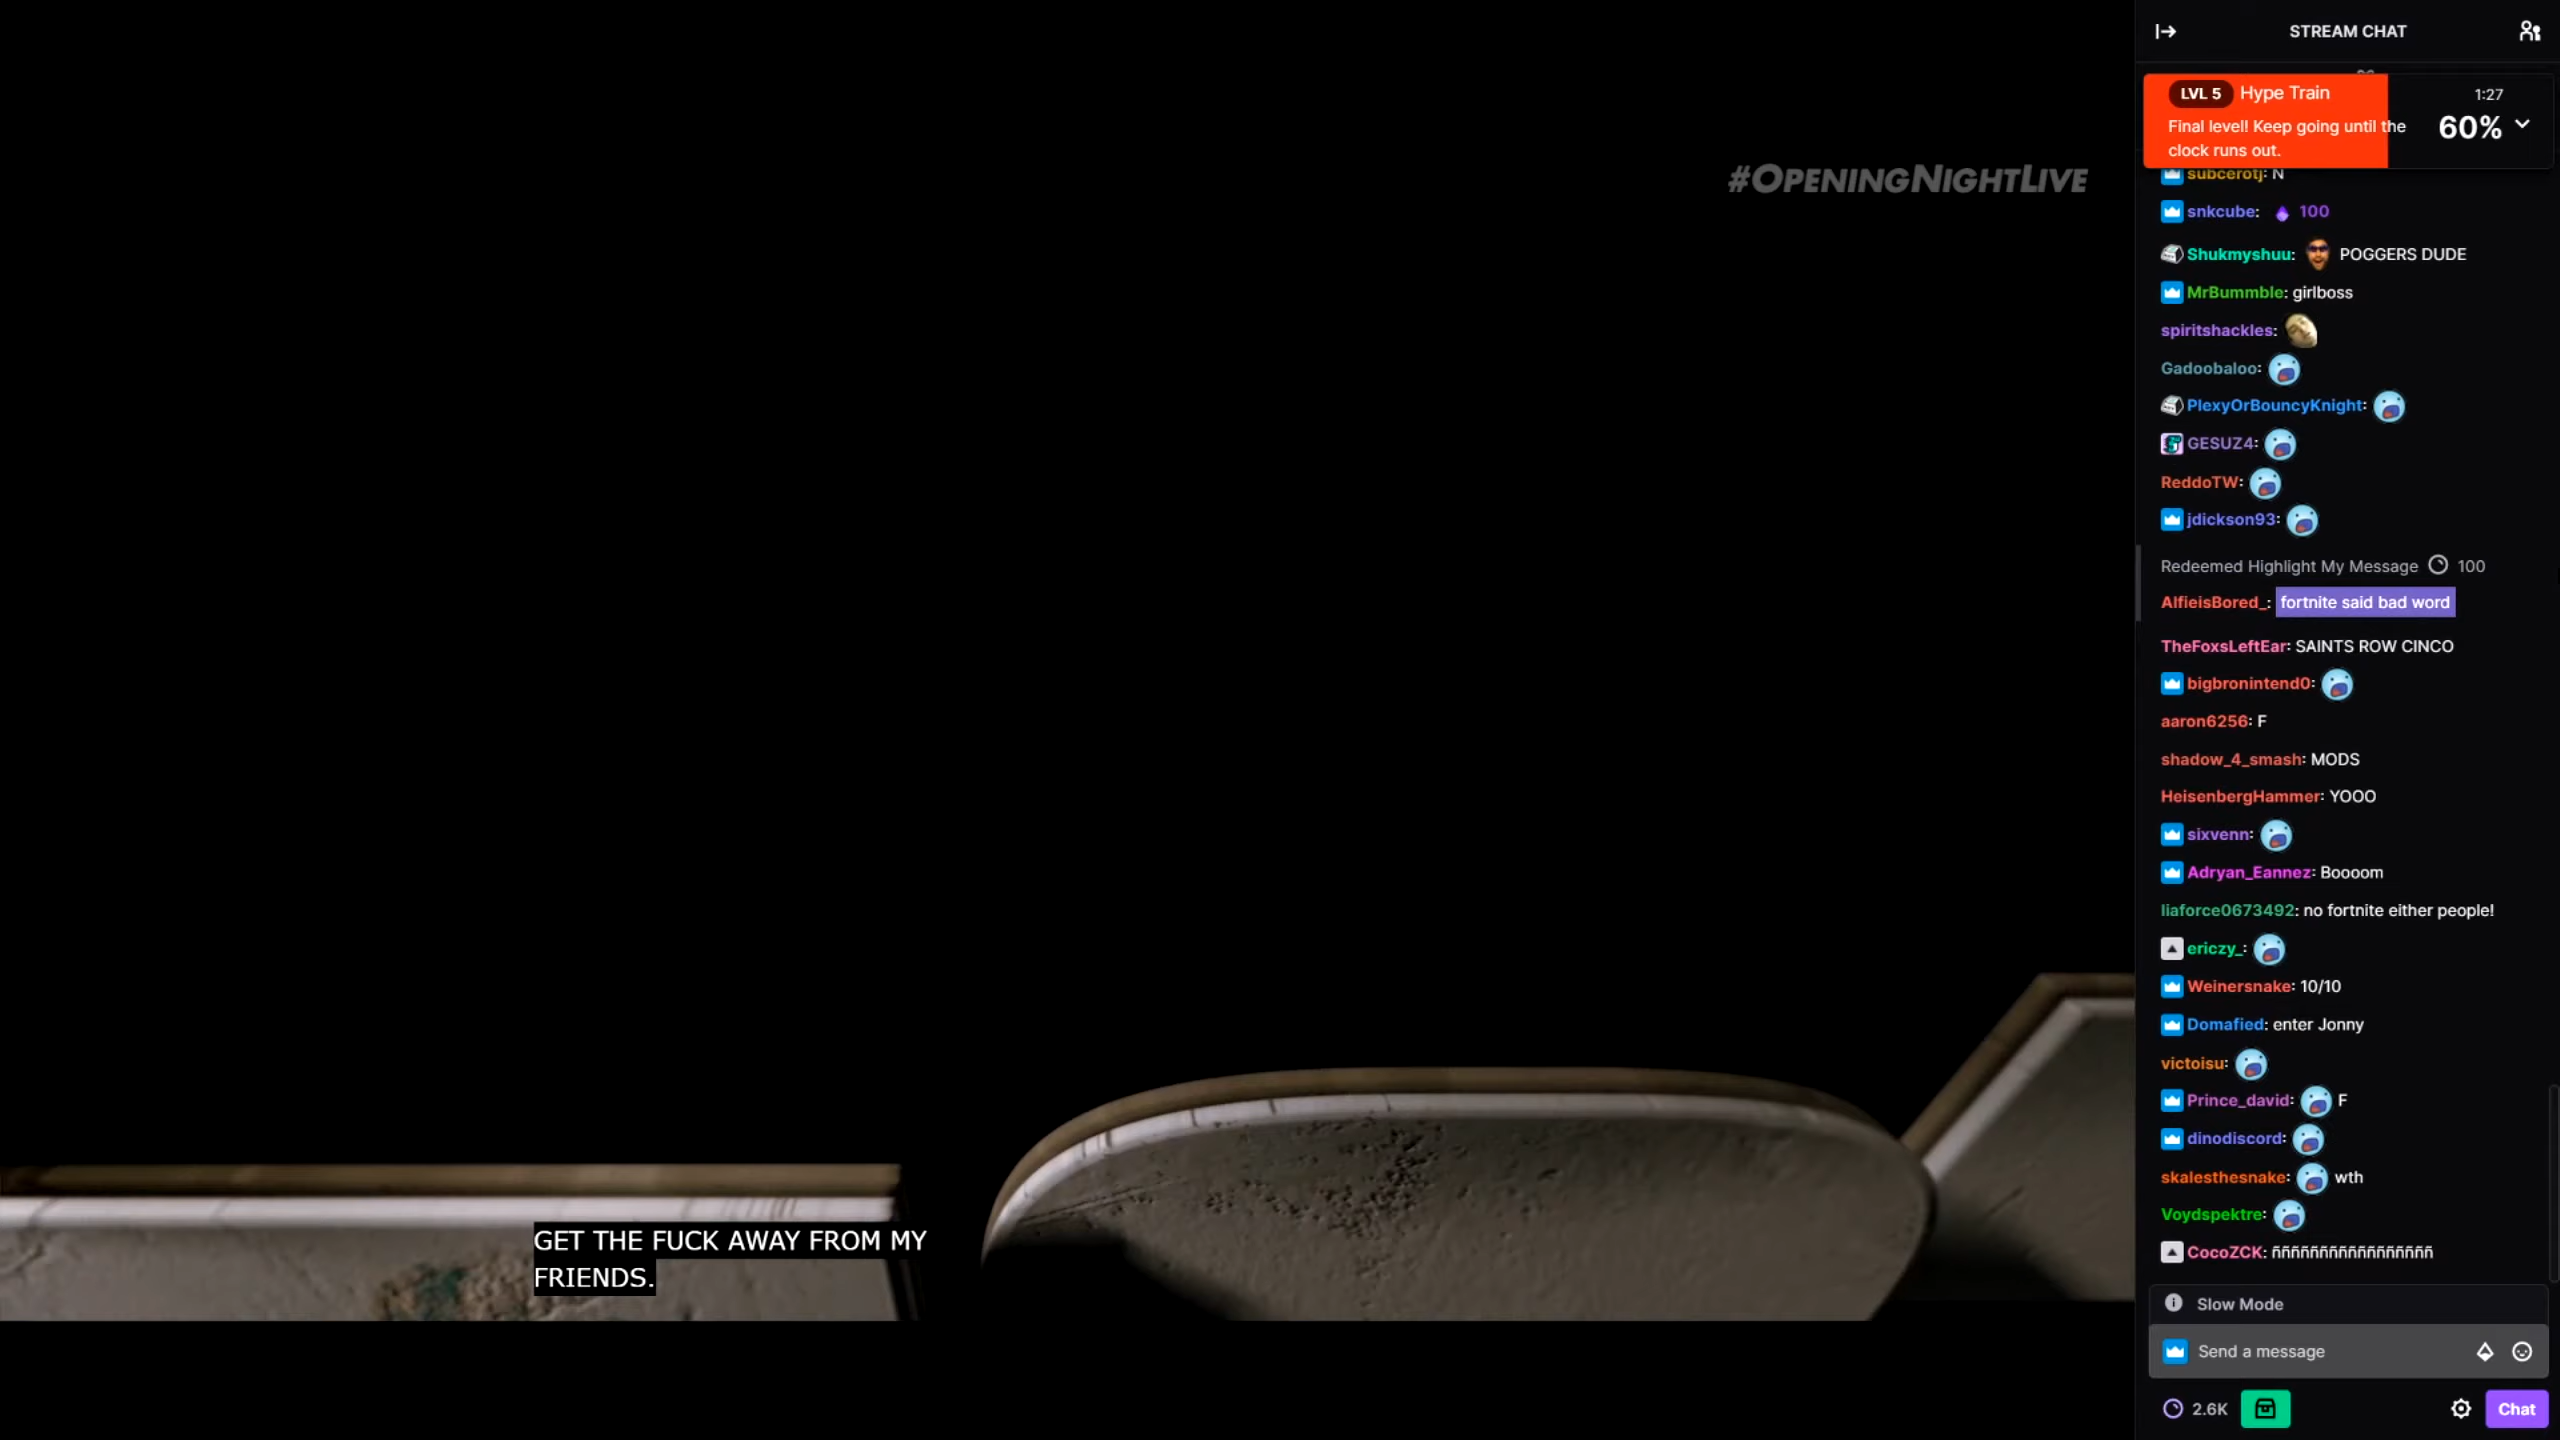 #OPENINGNIGHTLIVE
GET THE FUCK AWAY FROM MY
FRIENDS.
STREAM CHAT
LVL 5 Hype Train
1:27
Final level! Keep going until the
clock runs out.
60%
subcerotj: N
snkcube: 100
Shukmyshuu: POGGERS DUDE
MrBummble: girlboss
spiritshackles:
Gadoobaloo:
PlexyOrBouncyKnight:
GESUZ4:
ReddoTW:
jdickson93:
Redeemed Highlight My Message 100
AlfieisBored_: fortnite said bad word
TheFoxsLeftEar: SAINTS ROW CINCO
bigbronintend0:
aaron6256: F
shadow_4_smash: MODS
HeisenbergHammer: YOOO
sixvenn:
Adryan_Eannez: Boooom
liaforce0673492: no fortnite either people!
ericzy_:
Weinersnake: 10/10
Domafied: enter Jonny
victoisu:
Prince_david: F
dinodiscord:
skalesthesnake: wth
Voydspektre:
CocoZCK: ññññññññññññññññññ
Slow Mode
Send a message
2.6K
Chat